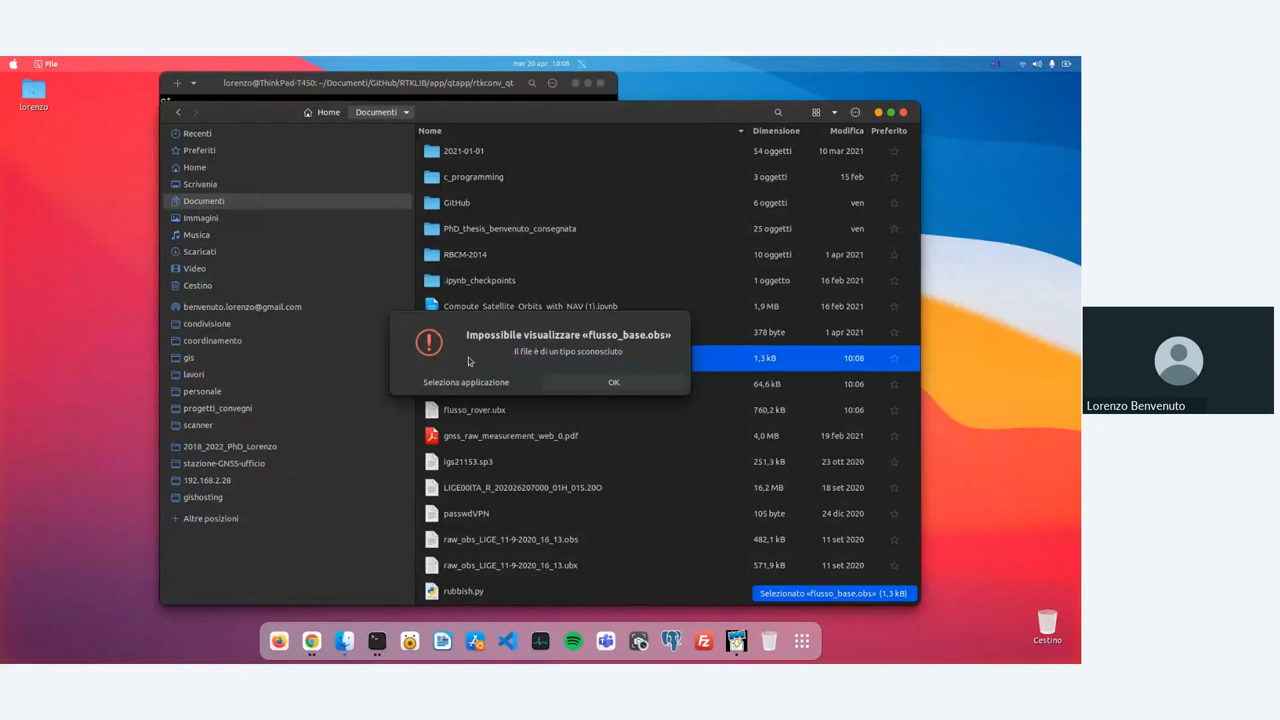 File
mer 20 apr 10:08
lorenzo
lorenzo@ThinkPad-T450: ~/Documenti/GitHub/RTKLIB/app/qtapp/rtkconv_qt
Home
Documenti
Recenti
Preferiti
Home
Scrivania
Documenti
Immagini
Musica
Scaricati
Video
Cestino
benvenuto.lorenzo@gmail.com
condivisione
coordinamento
gis
lavori
personale
progetti_convegni
scanner
2018_2022_PhD_Lorenzo
stazione-GNSS-ufficio
192.168.2.28
gishosting
Altre posizioni
Nome Dimensione Modifica Preferito
2021-01-01 54 oggetti 10 mar 2021
c_programming 3 oggetti 15 feb
GitHub 6 oggetti ven
PhD_thesis_benvenuto_consegnata 25 oggetti ven
RBCM-2014 10 oggetti 1 apr 2021
.ipynb_checkpoints 1 oggetto 16 feb 2021
Compute_Satellite_Orbits_with_NAV (1).ipynb 1,9 MB 16 feb 2021
378 byte 1 apr 2021
1,3 kB 10:08
64,6 kB 10:06
flusso_rover.ubx 760,2 kB 10:06
gnss_raw_measurement_web_0.pdf 4,0 MB 19 feb 2021
igs21153.sp3 251,3 kB 23 ott 2020
LIGE00ITA_R_202026207000_01H_01S.20O 16,2 MB 18 set 2020
passwdVPN 105 byte 24 dic 2020
raw_obs_LIGE_11-9-2020_16_13.obs 482,1 kB 11 set 2020
raw_obs_LIGE_11-9-2020_16_13.ubx 571,9 kB 11 set 2020
rubbish.py
Selezionato «flusso_base.obs» (1,3 kB)
Impossibile visualizzare «flusso_base.obs»
Il file è di un tipo sconosciuto
Seleziona applicazione OK
Cestino
Lorenzo Benvenuto